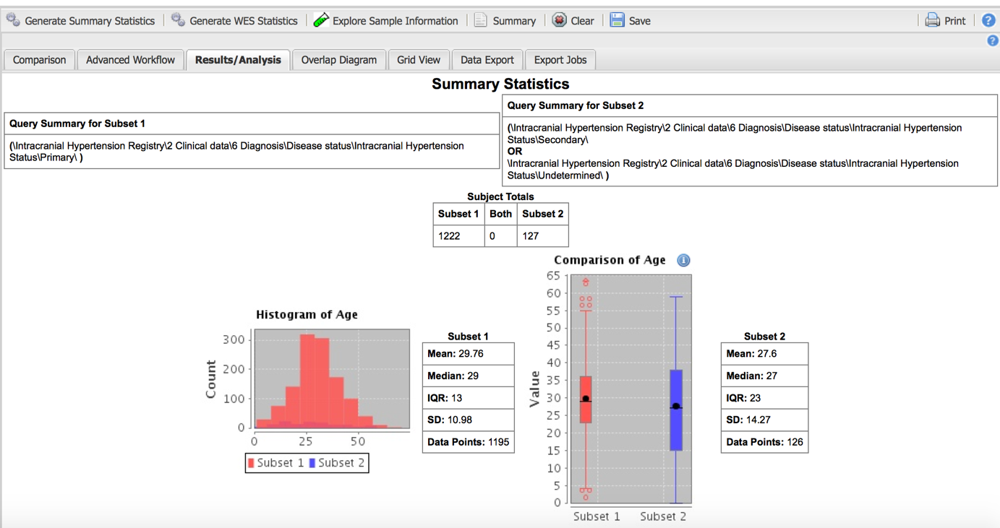 Generate Summary Statistics Generate WES Statistics Explore Sample Information Summary Clear Save Print ?
?
Comparison Advanced Workflow Results/Analysis Overlap Diagram Grid View Data Export Export Jobs
Summary Statistics
Query Summary for Subset 1
(\Intracranial Hypertension Registry\2 Clinical data\6 Diagnosis\Disease status\Intracranial Hypertension
Status\Primary\ )
Query Summary for Subset 2
(\Intracranial Hypertension Registry\2 Clinical data\6 Diagnosis\Disease status\Intracranial Hypertension
Status\Secondary\
OR
\Intracranial Hypertension Registry\2 Clinical data\6 Diagnosis\Disease status\Intracranial Hypertension
Status\Undetermined\ )
Subject Totals
Subset 1 Both Subset 2
1222 0 127
Histogram of Age
Count
300
200
100
0
0 25 50
Subset 1 Subset 2
Subset 1
Mean: 29.76
Median: 29
IQR: 13
SD: 10.98
Data Points: 1195
Comparison of Age i
Value
65
60
55
50
45
40
35
30
25
20
15
10
5
0
Subset 1 Subset 2
Subset 2
Mean: 27.6
Median: 27
IQR: 23
SD: 14.27
Data Points: 126